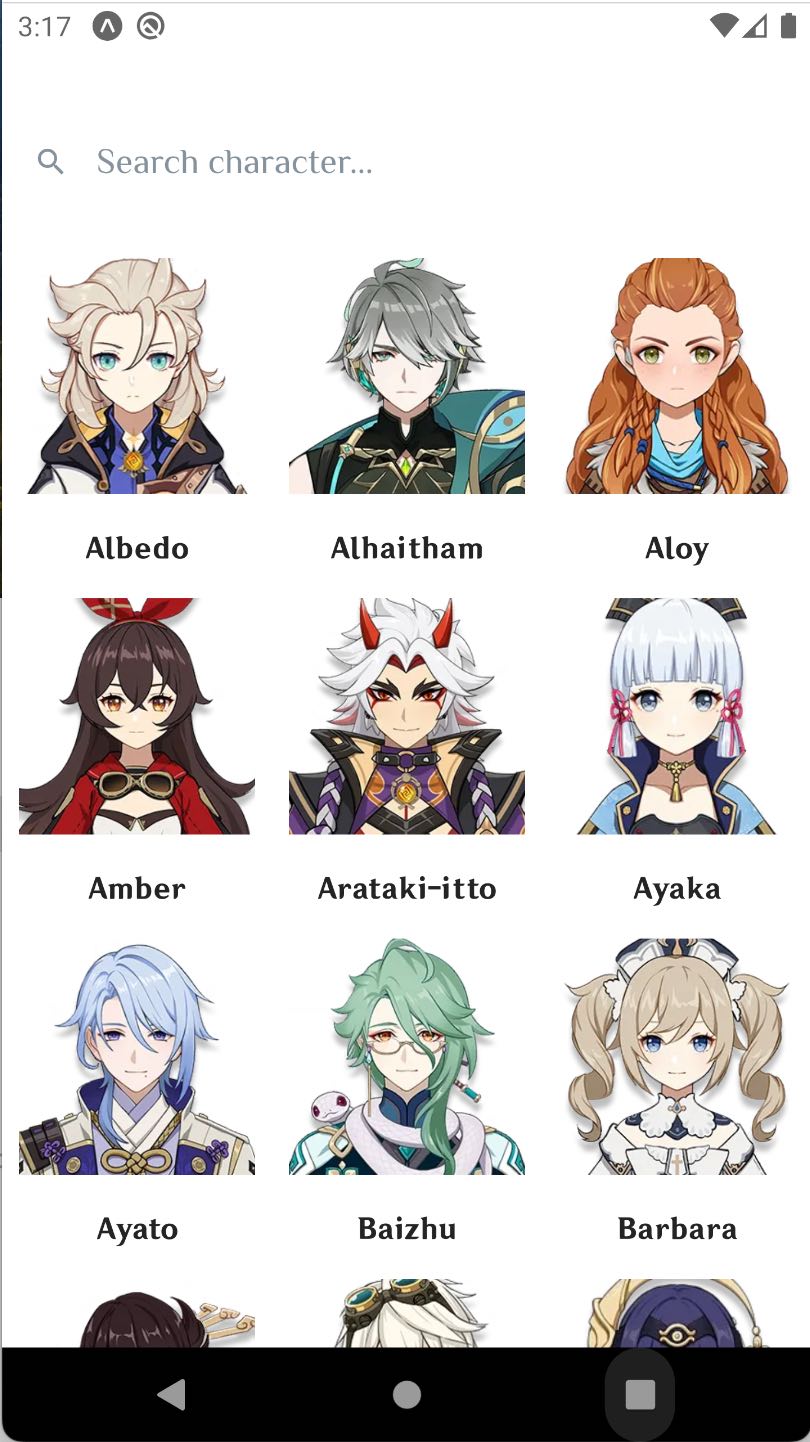 3:17
Search character...
Albedo Alhaitham Aloy
Amber Arataki-itto Ayaka
Ayato Baizhu Barbara